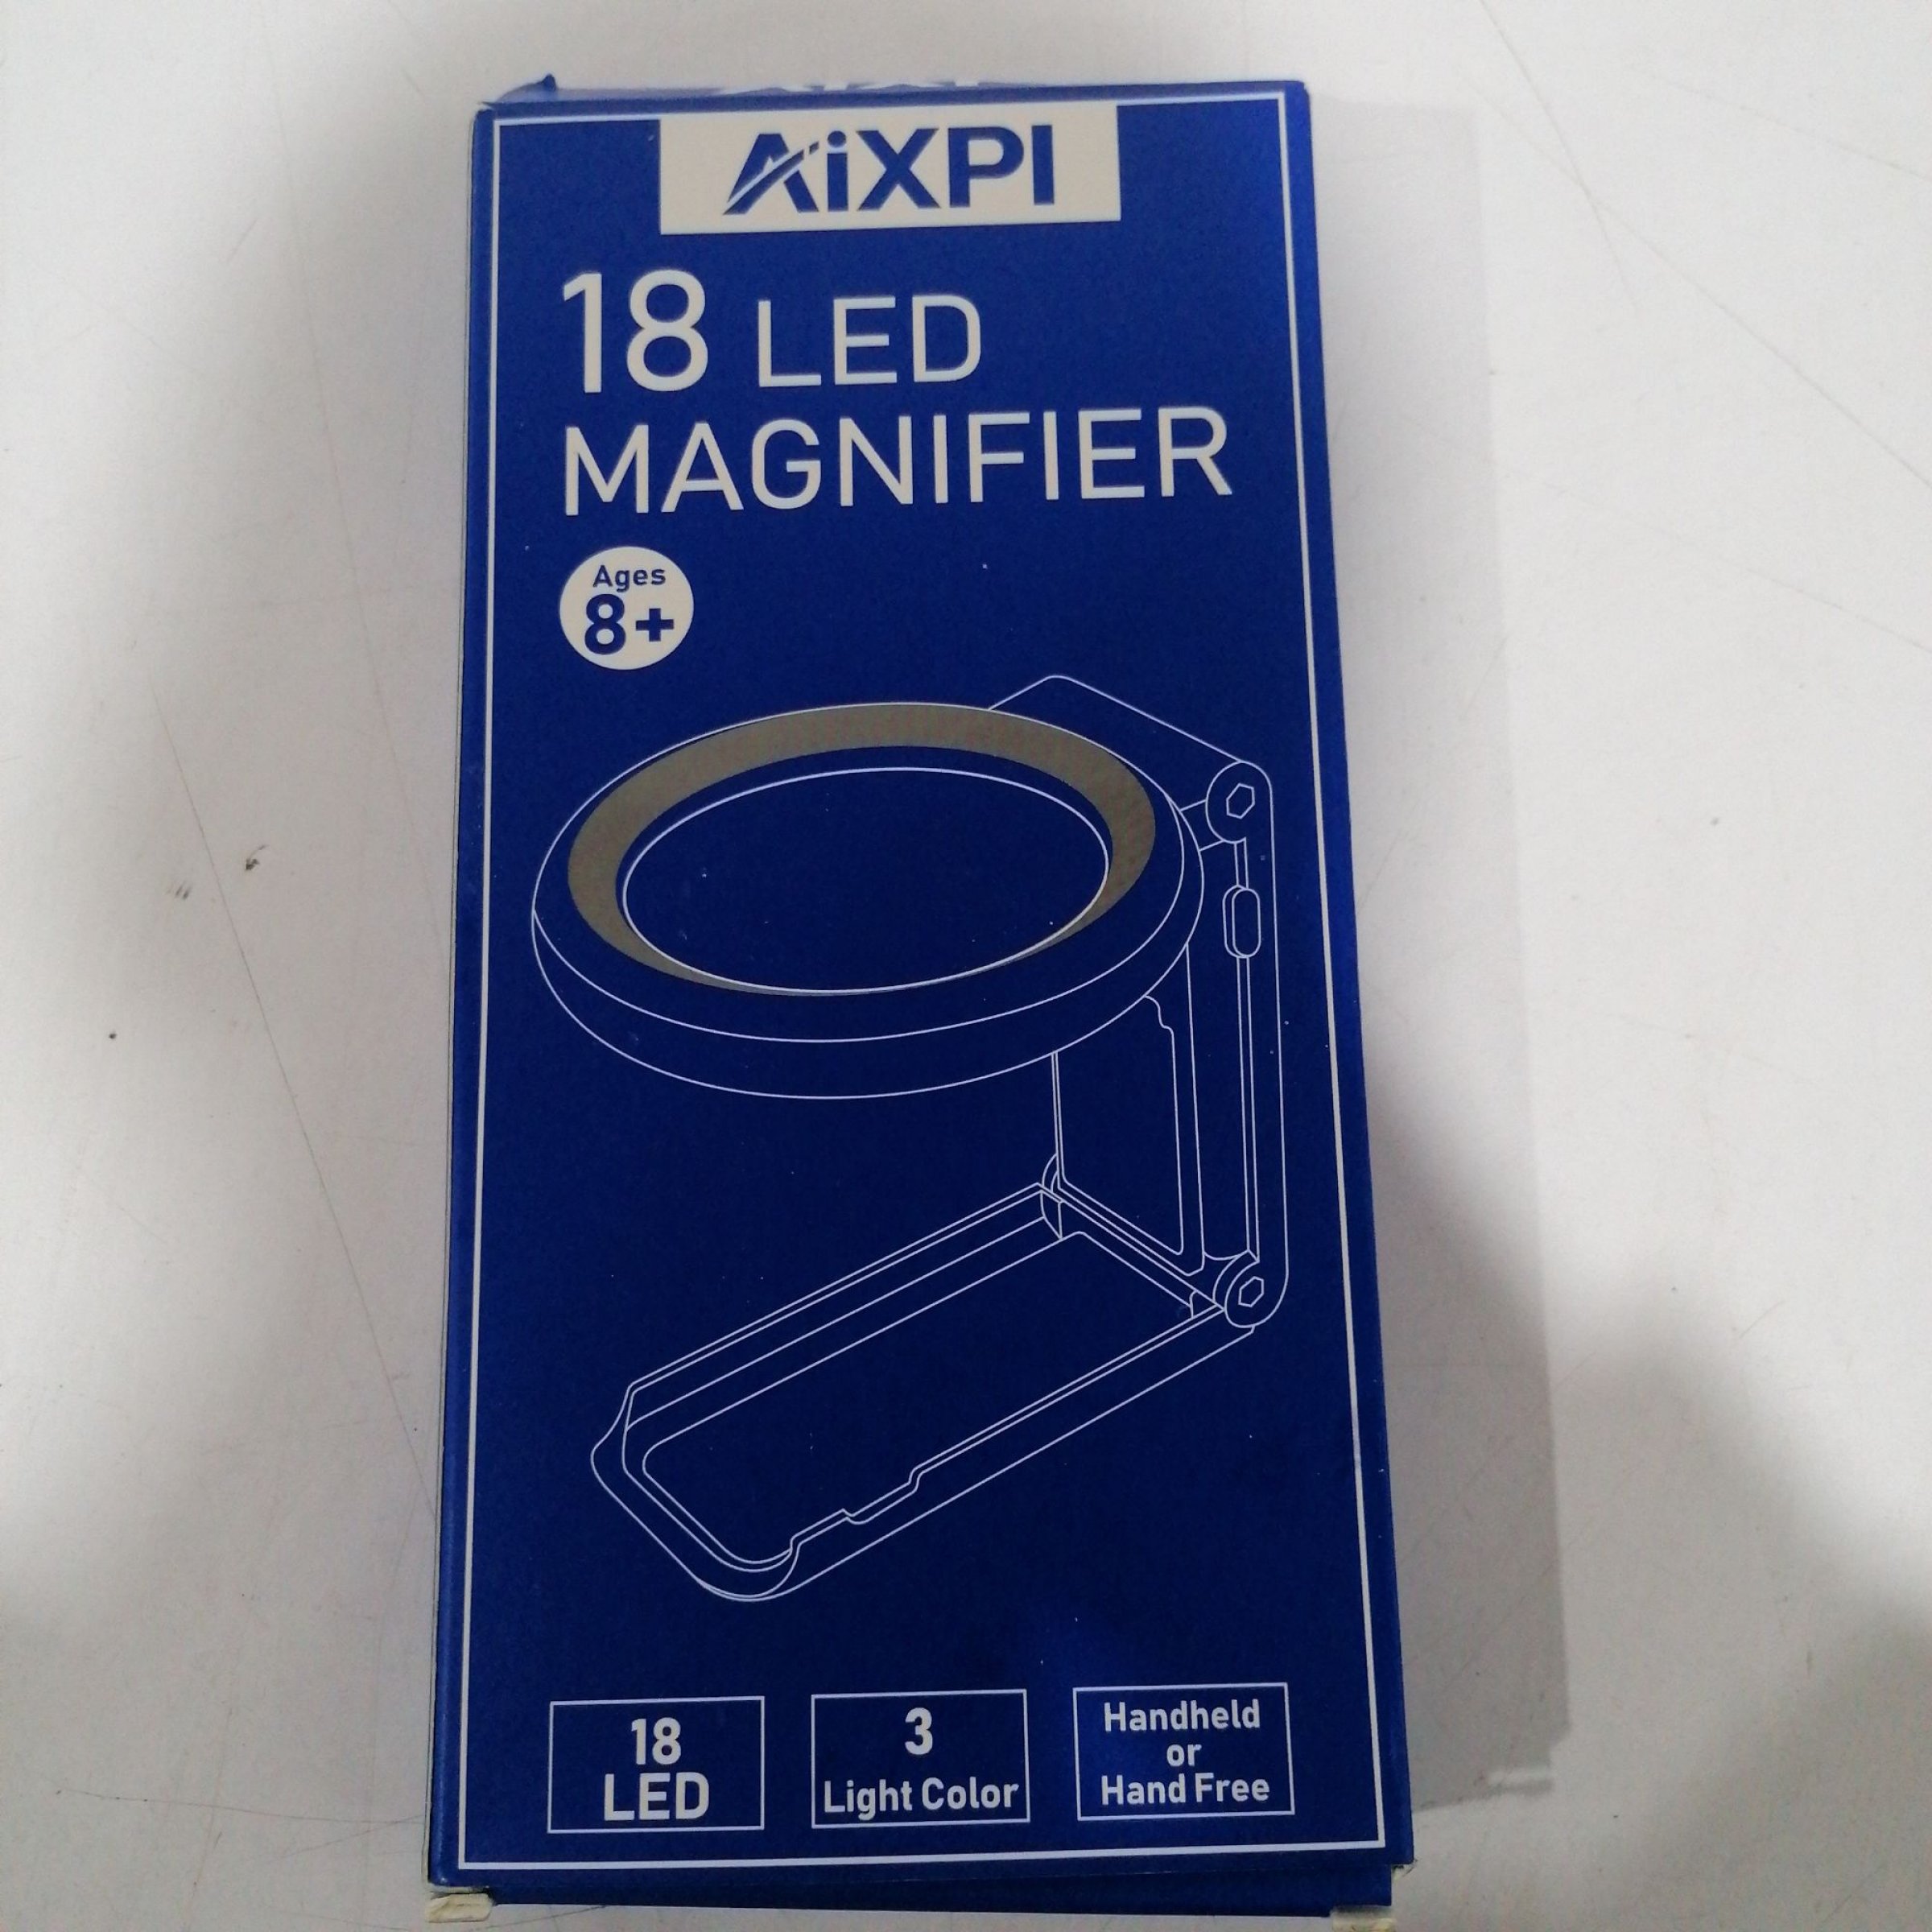 AiXPI
18 LED
MAGNIFIER
Ages
8+
18
LED
3
Light Color
Handheld
or
Hand Free